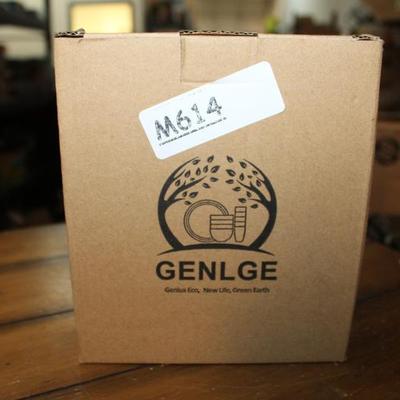 M614
GENLGE
Genius Eco, New Life, Green Earth